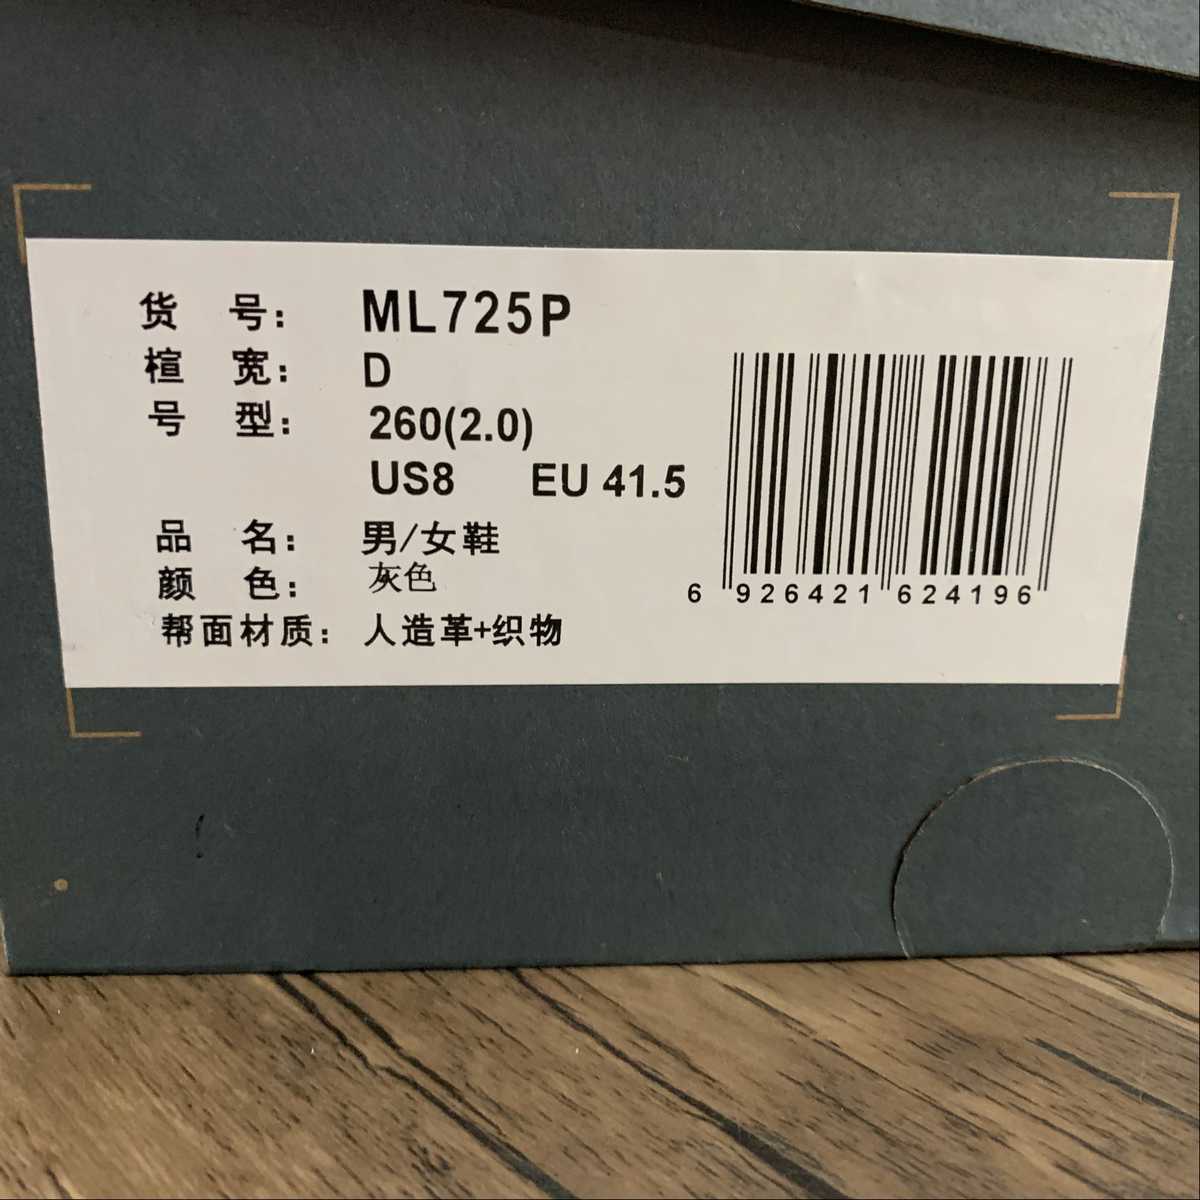 货 号： ML725P
楦 宽： D
号 型： 260(2.0)
US8 EU 41.5
品 名： 男/女鞋
颜 色： 灰色
帮面材质： 人造革+织物
6 926421 624196